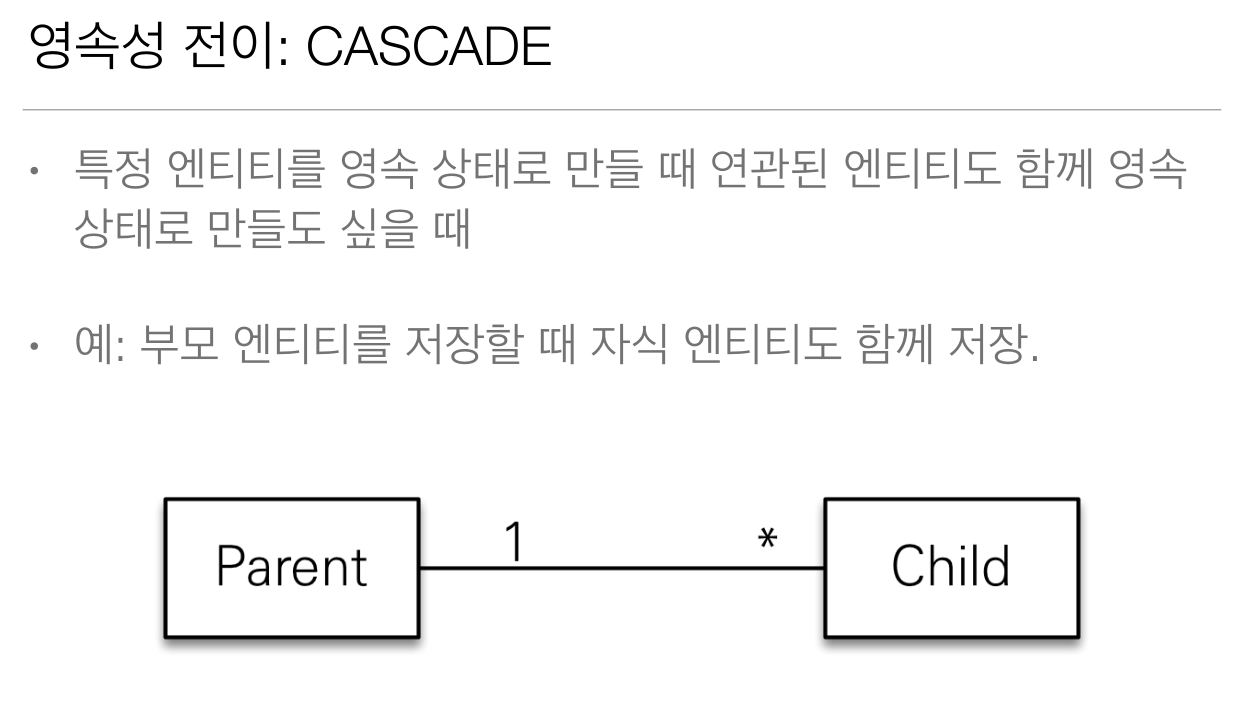 영속성 전이: CASCADE
• 특정 엔티티를 영속 상태로 만들 때 연관된 엔티티도 함께 영속
상태로 만들도 싶을 때
• 예: 부모 엔티티를 저장할 때 자식 엔티티도 함께 저장.
Parent 1 * Child